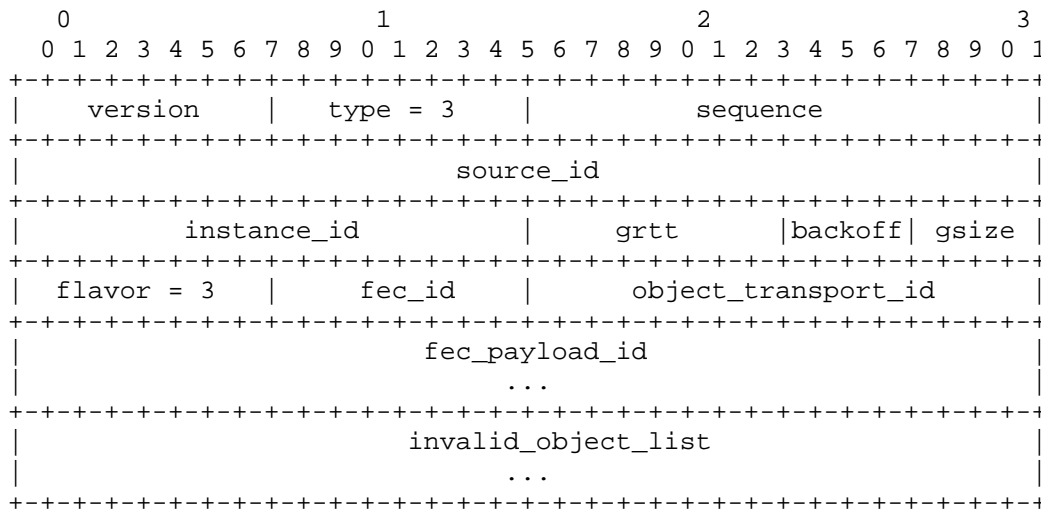 0                   1                   2                   3
0 1 2 3 4 5 6 7 8 9 0 1 2 3 4 5 6 7 8 9 0 1 2 3 4 5 6 7 8 9 0 1
+-+-+-+-+-+-+-+-+-+-+-+-+-+-+-+-+-+-+-+-+-+-+-+-+-+-+-+-+-+-+-+-+
|    version    |   type = 3    |          sequence             |
+-+-+-+-+-+-+-+-+-+-+-+-+-+-+-+-+-+-+-+-+-+-+-+-+-+-+-+-+-+-+-+-+
|                           source_id                           |
+-+-+-+-+-+-+-+-+-+-+-+-+-+-+-+-+-+-+-+-+-+-+-+-+-+-+-+-+-+-+-+-+
|          instance_id          |     grtt      |backoff| gsize |
+-+-+-+-+-+-+-+-+-+-+-+-+-+-+-+-+-+-+-+-+-+-+-+-+-+-+-+-+-+-+-+-+
|  flavor = 3   |     fec_id    |      object_transport_id      |
+-+-+-+-+-+-+-+-+-+-+-+-+-+-+-+-+-+-+-+-+-+-+-+-+-+-+-+-+-+-+-+-+
|                         fec_payload_id                        |
|                              ...                              |
+-+-+-+-+-+-+-+-+-+-+-+-+-+-+-+-+-+-+-+-+-+-+-+-+-+-+-+-+-+-+-+-+
|                        invalid_object_list                    |
|                              ...                              |
+-+-+-+-+-+-+-+-+-+-+-+-+-+-+-+-+-+-+-+-+-+-+-+-+-+-+-+-+-+-+-+-+